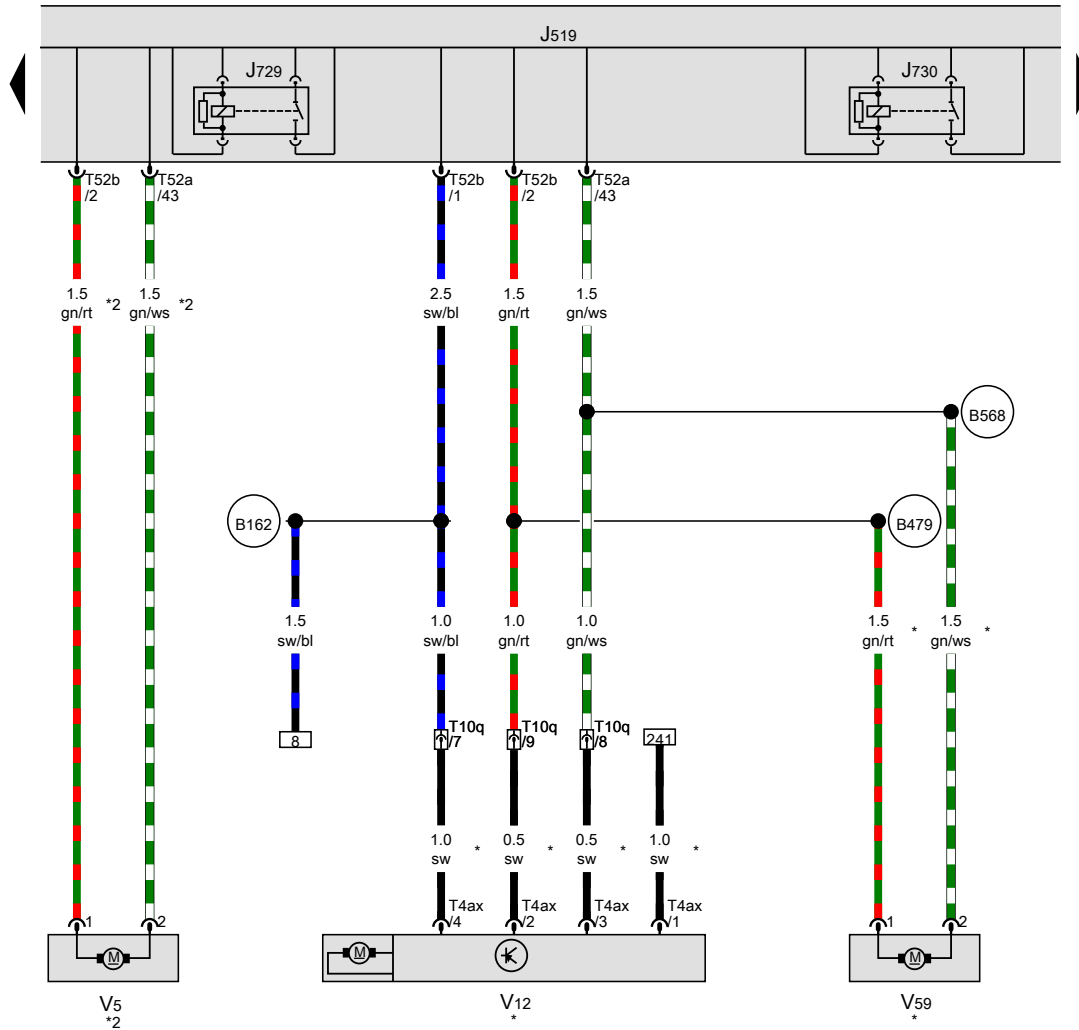 J519
J729
J730
T52b
/2
T52a
/43
T52b
/1
T52b
/2
T52a
/43
1.5
gn/rt
*2
1.5
gn/ws
*2
2.5
sw/bl
1.5
gn/rt
1.5
gn/ws
B568
B162
B479
1.5
sw/bl
1.0
sw/bl
1.0
gn/rt
1.0
gn/ws
1.5
gn/rt
*
1.5
gn/ws
*
8
T10q
/7
T10q
/9
T10q
/8
241
1.0
sw
*
0.5
sw
*
0.5
sw
*
1.0
sw
*
1
2
T4ax
/4
T4ax
/2
T4ax
/3
T4ax
/1
1
2
M
M
M
V5
*2
V12
*
V59
*